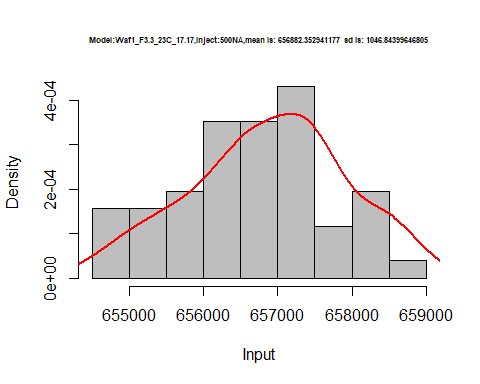 Model:Waf1_F3.3_23C_17.17,Inject:500NA,mean is: 656882.352941177 sd is: 1046.84399646805
4e-04
2e-04
0e+00
Density
655000 656000 657000 658000 659000
Input